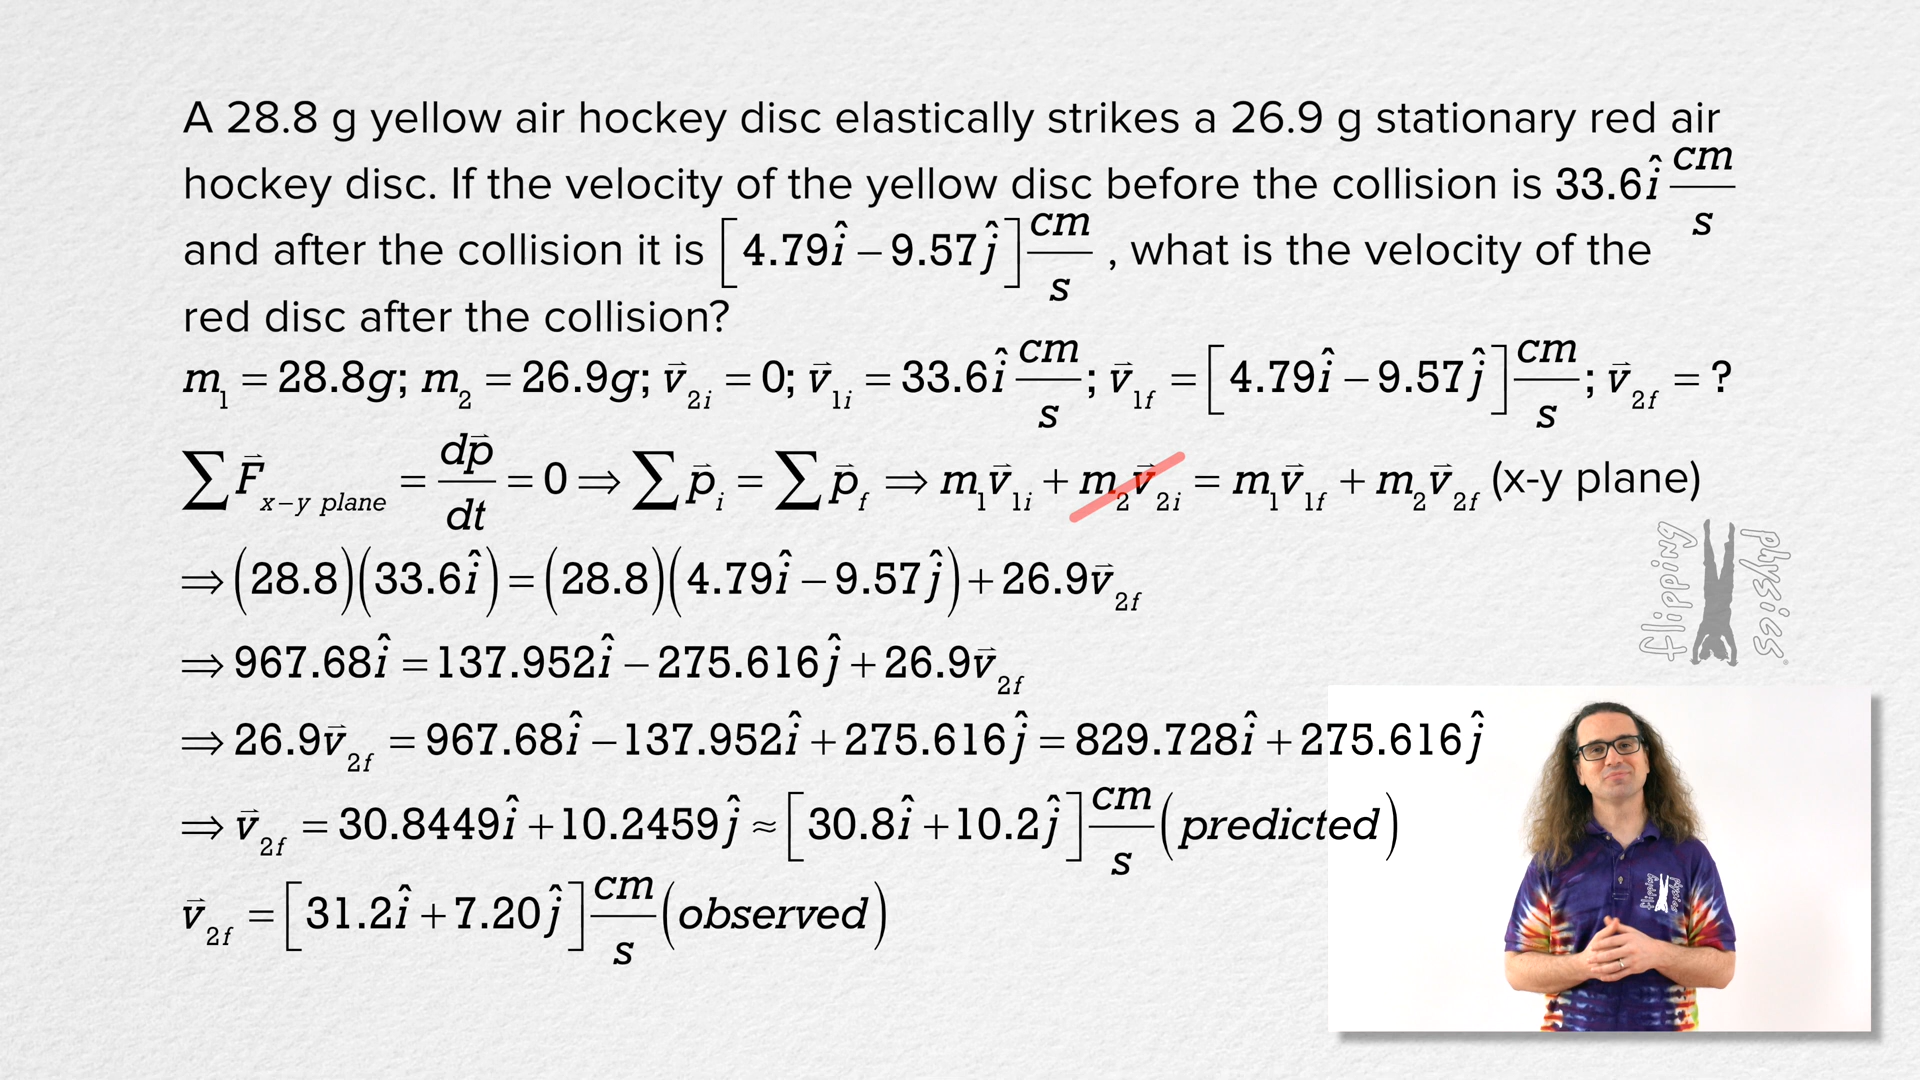 A 28.8 g yellow air hockey disc elastically strikes a 26.9 g stationary red air
hockey disc. If the velocity of the yellow disc before the collision is 33.6î cm/s
and after the collision it is [4.79î − 9.57ĵ] cm/s, what is the velocity of the
red disc after the collision?
m₁ = 28.8g; m₂ = 26.9g; v⃗₂ᵢ = 0; v⃗₁ᵢ = 33.6î cm/s; v⃗₁f = [4.79î − 9.57ĵ] cm/s; v⃗₂f = ?
∑F⃗ₓ₋y plane = dp⃗/dt = 0 ⇒ ∑p⃗ᵢ = ∑p⃗f ⇒ m₁v⃗₁ᵢ + m₂v⃗₂ᵢ = m₁v⃗₁f + m₂v⃗₂f (x-y plane)
⇒ (28.8)(33.6î) = (28.8)(4.79î − 9.57ĵ) + 26.9v⃗₂f
⇒ 967.68î = 137.952î − 275.616ĵ + 26.9v⃗₂f
⇒ 26.9v⃗₂f = 967.68î − 137.952î + 275.616ĵ = 829.728î + 275.616ĵ
⇒ v⃗₂f = 30.8449î + 10.2459ĵ ≈ [30.8î + 10.2ĵ] cm/s (predicted)
v⃗₂f = [31.2î + 7.20ĵ] cm/s (observed)
flipping
physics
flipping
physics